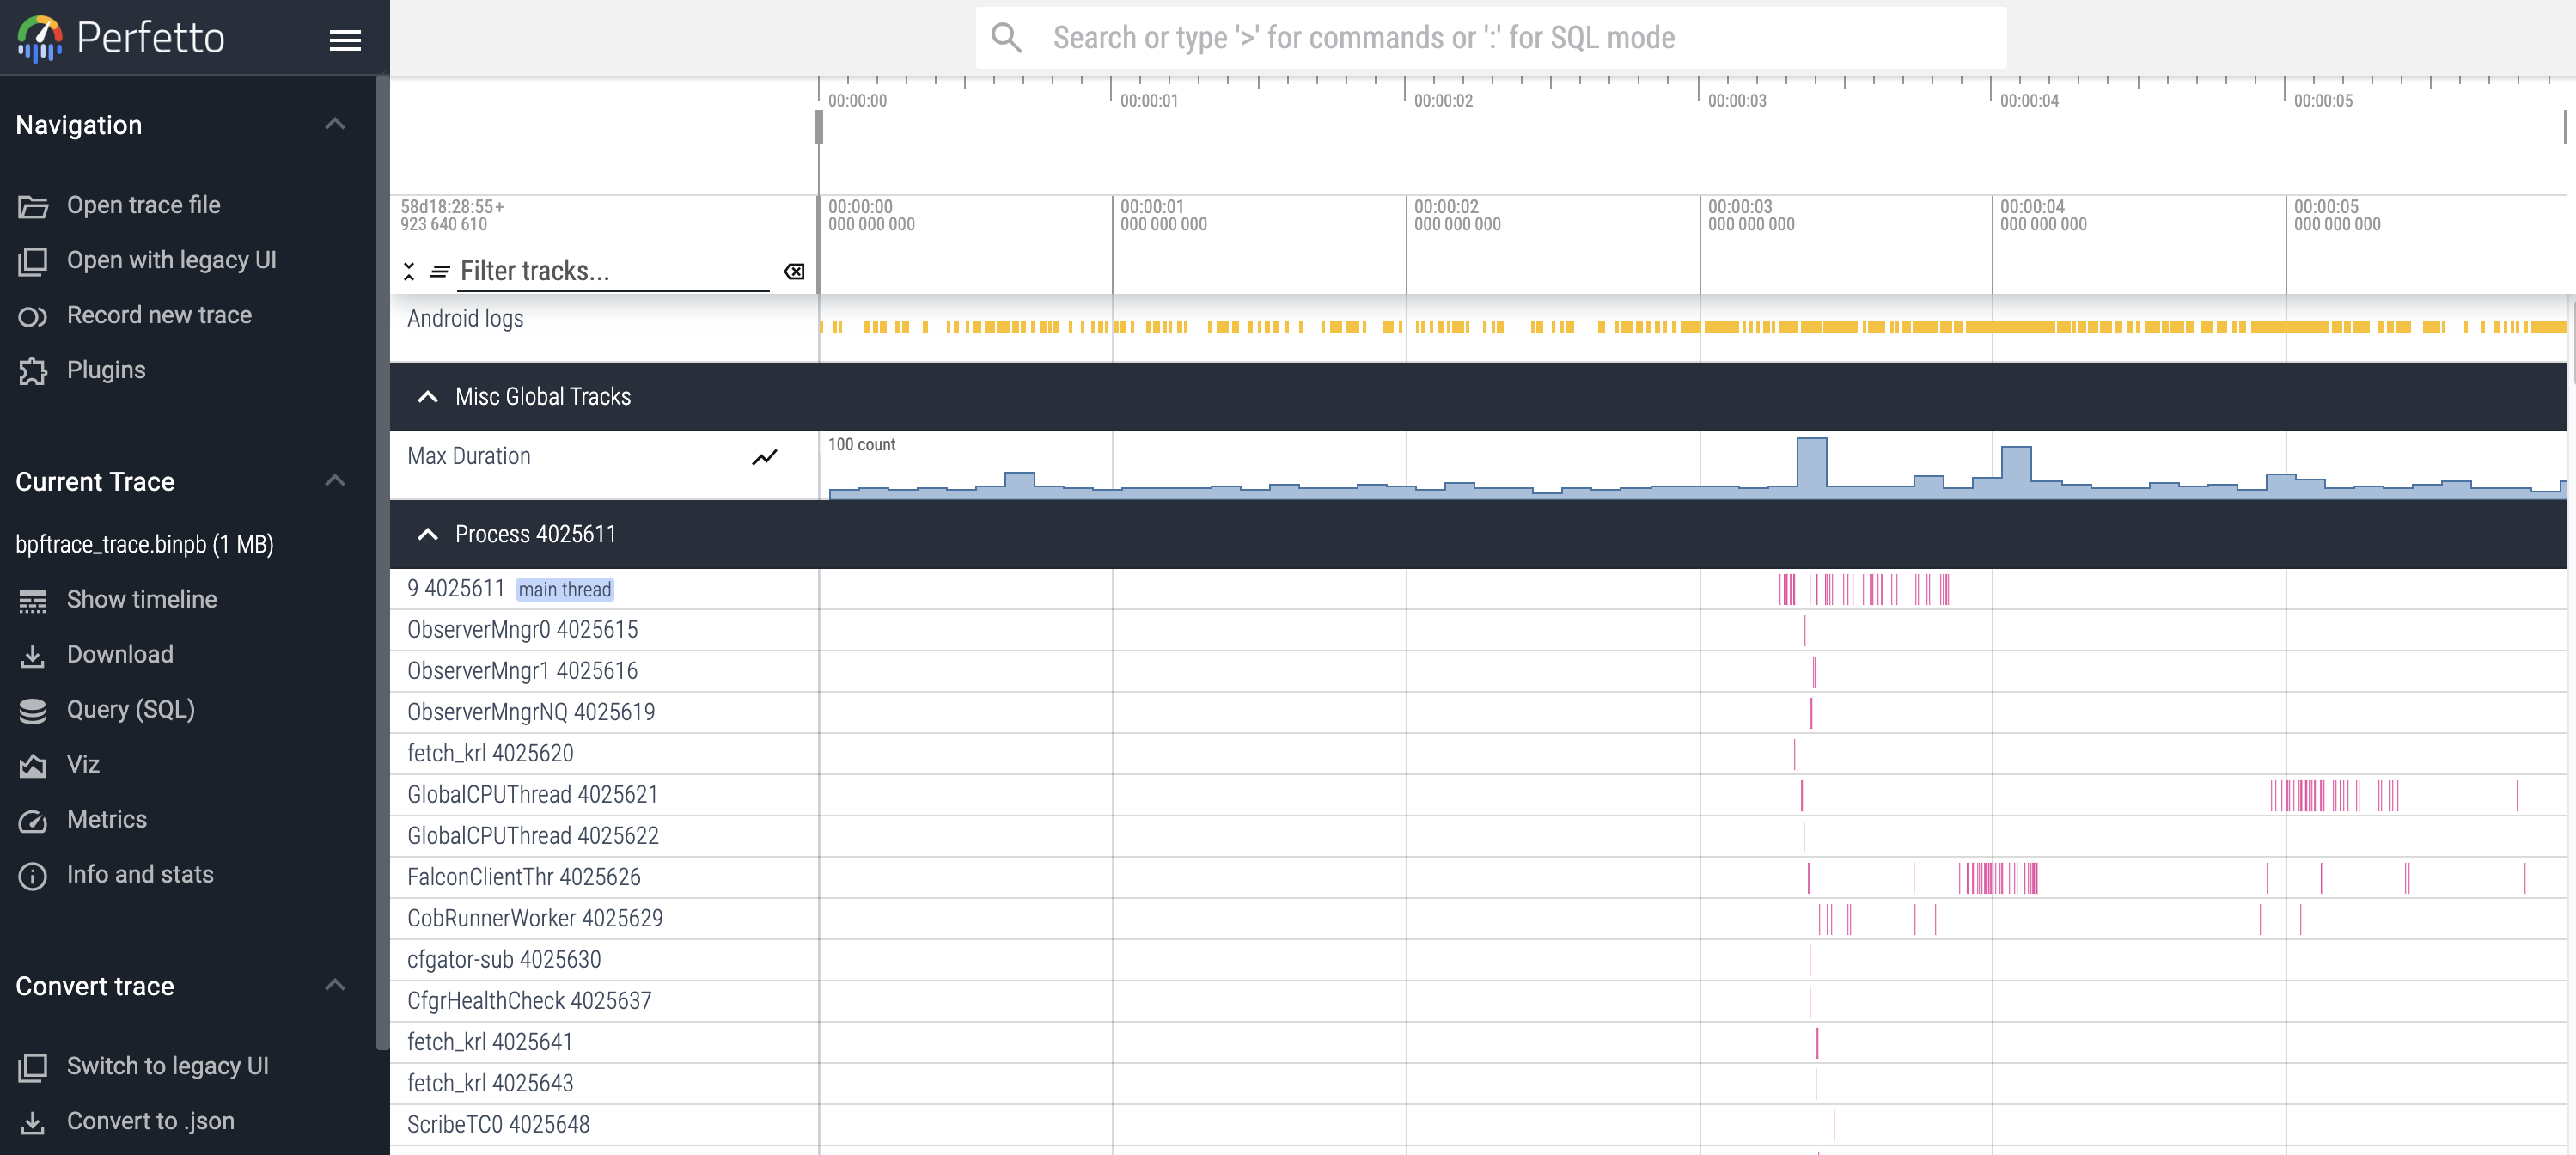 Perfetto
Search or type '>' for commands or ':' for SQL mode
Navigation
Open trace file
Open with legacy UI
Record new trace
Plugins
Current Trace
bpftrace_trace.binpb (1 MB)
Show timeline
Download
Query (SQL)
Viz
Metrics
Info and stats
Convert trace
Switch to legacy UI
Convert to .json
00:00:00 00:00:01 00:00:02 00:00:03 00:00:04 00:00:05
58d18:28:55+ 00:00:00 00:00:01 00:00:02 00:00:03 00:00:04 00:00:05
923 640 610 000 000 000 000 000 000 000 000 000 000 000 000 000 000 000 000 000 000
Filter tracks...
Android logs
Misc Global Tracks
Max Duration 100 count
Process 4025611
9 4025611 main thread
ObserverMngr0 4025615
ObserverMngr1 4025616
ObserverMngrNQ 4025619
fetch_krl 4025620
GlobalCPUThread 4025621
GlobalCPUThread 4025622
FalconClientThr 4025626
CobRunnerWorker 4025629
cfgator-sub 4025630
CfgrHealthCheck 4025637
fetch_krl 4025641
fetch_krl 4025643
ScribeTC0 4025648